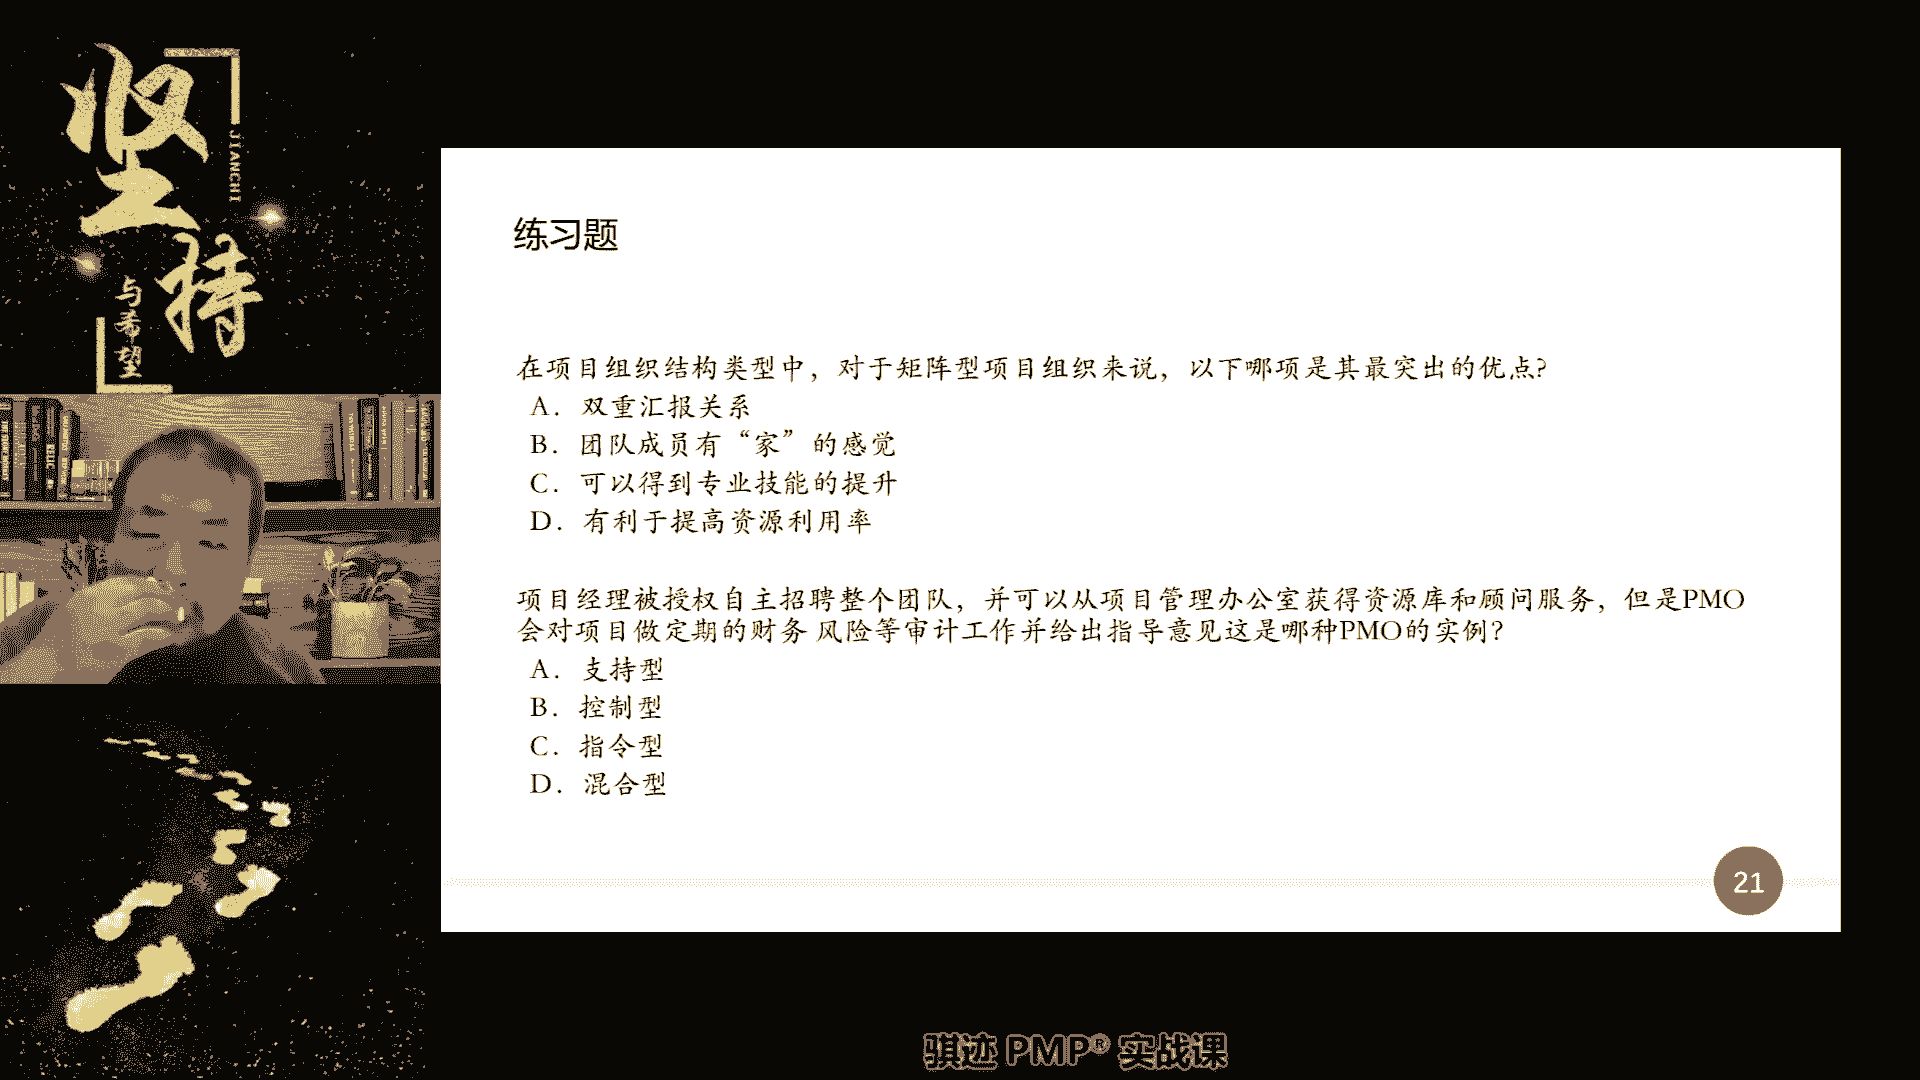 坚持
JIANCHI
与希望
练习题
在项目组织结构类型中，对于矩阵型项目组织来说，以下哪项是其最突出的优点?
A．双重汇报关系
B．团队成员有“家”的感觉
C．可以得到专业技能的提升
D．有利于提高资源利用率
项目经理被授权自主招聘整个团队，并可以从项目管理办公室获得资源库和顾问服务，但是PMO
会对项目做定期的财务 风险等审计工作并给出指导意见这是哪种PMO的实例?
A．支持型
B．控制型
C．指令型
D．混合型
21
骐迹 PMP® 实战课